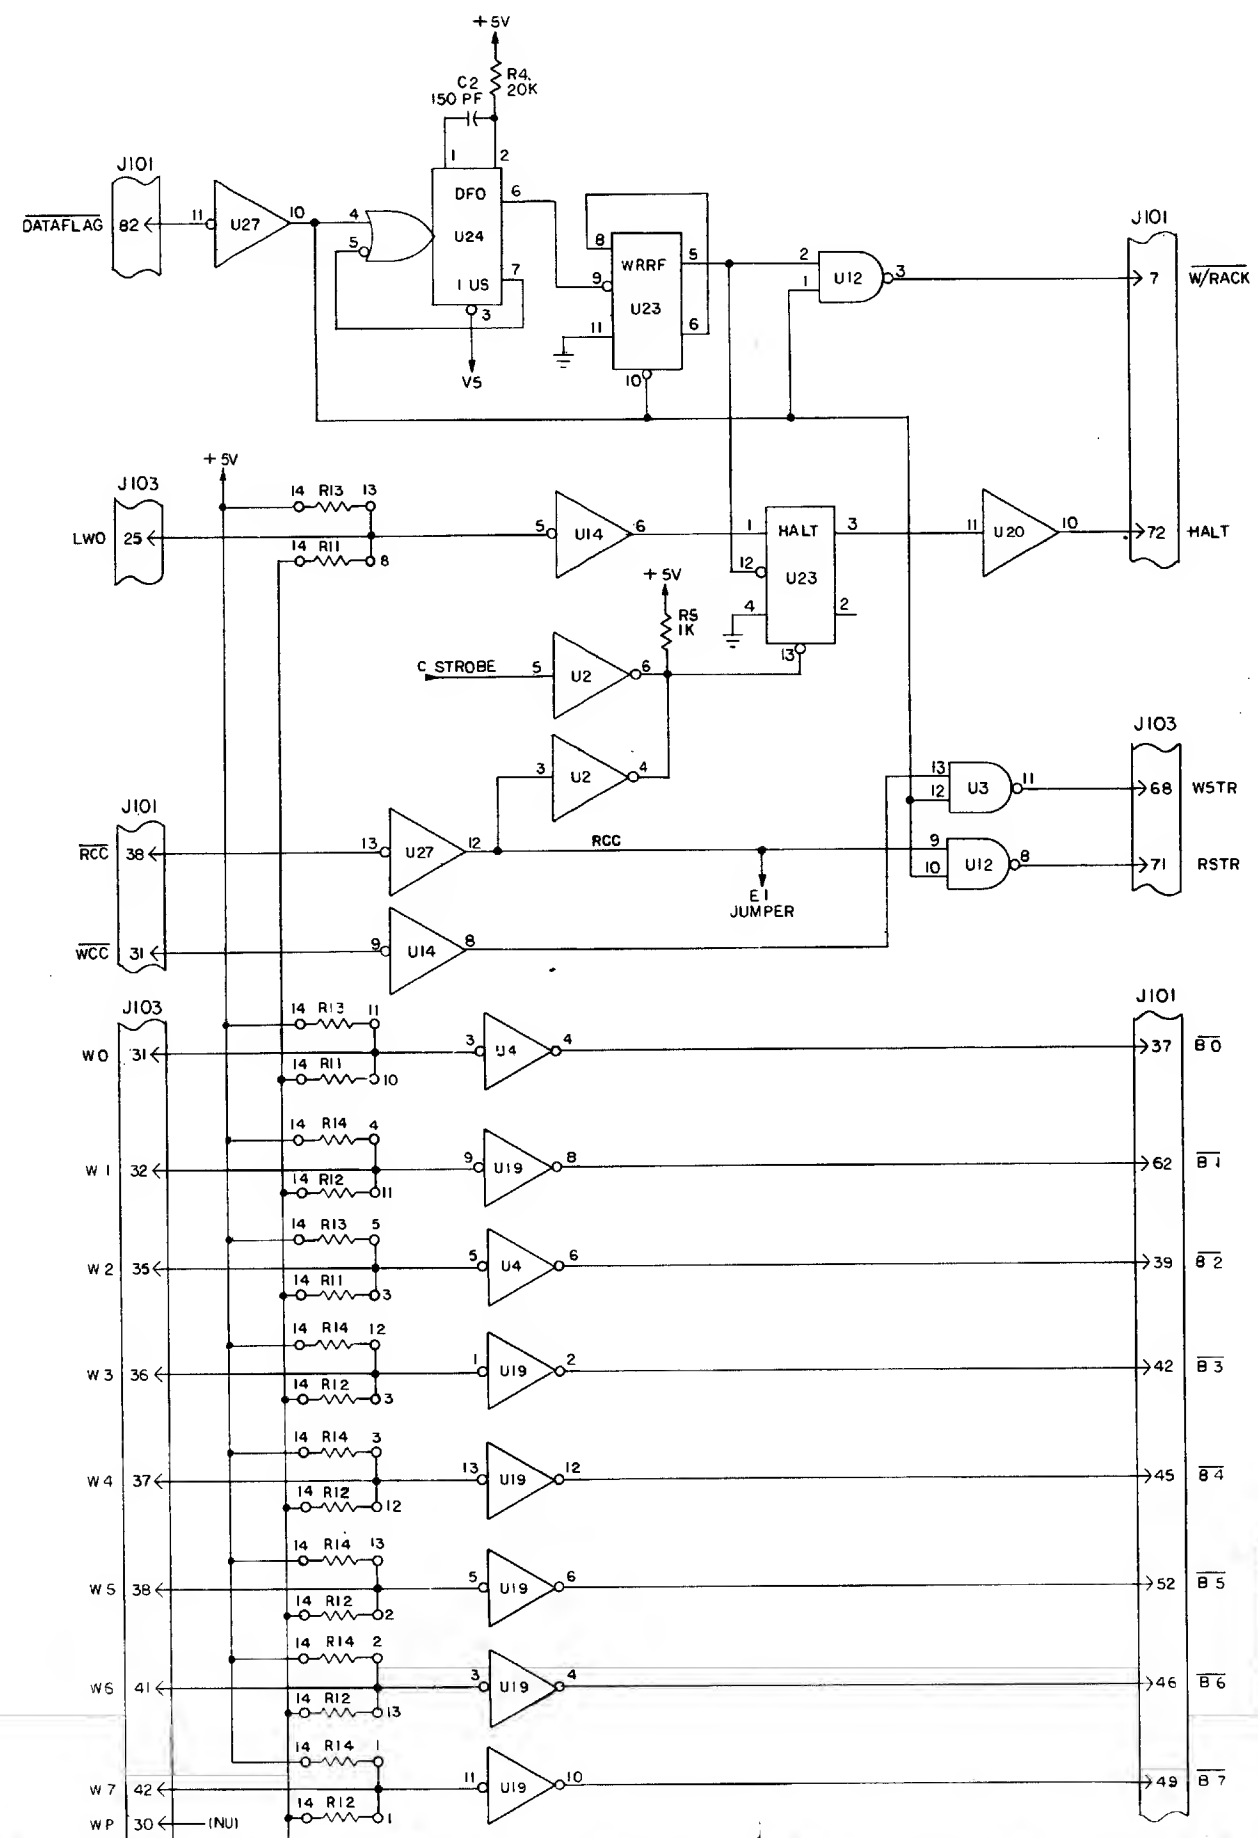 +5V
C2
150 PF
R4.
20K
J101
1
2
DFO
6
DATAFLAG
82
11
U27
10
4
5
U24
1 US
7
3
V5
8
WRRF
5
9
U23
11
6
10
2
1
U12
3
J101
7
W/RACK
+5V
J103
14 R13 13
LWO
25
14 R11 8
5
U14
6
1
HALT
3
12
U23
4
2
13
11
U20
10
72
HALT
+5V
R5
1K
C STROBE
5
U2
6
3
U2
4
J103
13
12
U3
11
68
WSTR
J101
RCC
38
13
U27
12
RCC
9
10
U12
8
71
RSTR
E1
JUMPER
WCC
31
9
U14
8
J103
J101
14 R13 11
W0
31
3
U4
4
37
B0
14 R11 10
14 R14 4
W1
32
9
U19
8
62
B1
14 R12 11
14 R13 5
W2
35
5
U4
6
39
B2
14 R11 3
14 R14 12
W3
36
1
U19
2
42
B3
14 R12 3
14 R14 3
W4
37
13
U19
12
45
B4
14 R12 12
14 R14 13
W5
38
5
U19
6
52
B5
14 R12 2
14 R14 2
W6
41
3
U19
4
46
B6
14 R12 13
14 R14 1
W7
42
11
U19
10
49
B7
14 R12 1
WP
30
(NU)